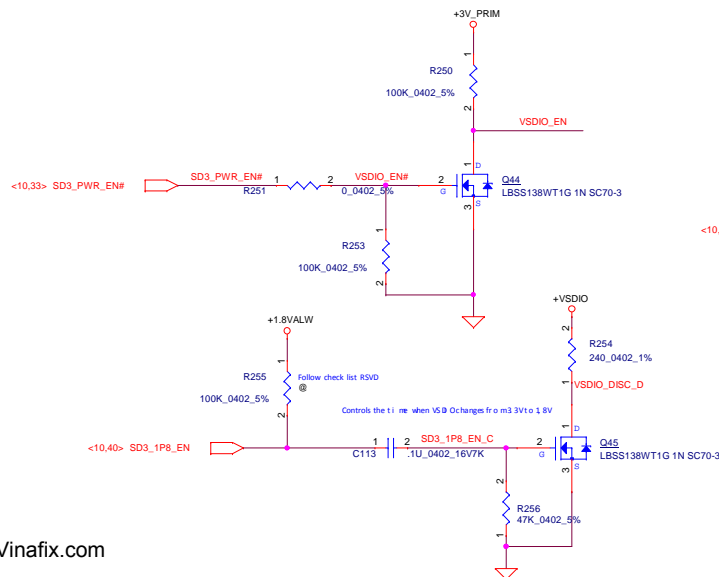 +3V_PRIM
1
R250
100K_0402_5%
2
VSDIO_EN
1
D
Q44
LBSS138WT1G 1N SC70-3
<10,33> SD3_PWR_EN#
SD3_PWR_EN#
1
R251
2
0_0402_5%
VSDIO_EN#
2
G
3
S
1
R253
100K_0402_5%
2
<10,
+VSDIO
2
R254
240_0402_1%
1
VSDIO_DISC_D
+1.8VALW
1
R255
100K_0402_5%
2
Follow check list RSVD
@
Controls the time when VSDIO changes from 3.3V to 1.8V
<10,40> SD3_1P8_EN
1
C113
2
.1U_0402_16V7K
SD3_1P8_EN_C
2
G
1
D
Q45
LBSS138WT1G 1N SC70-3
3
S
2
R256
47K_0402_5%
1
Vinafix.com